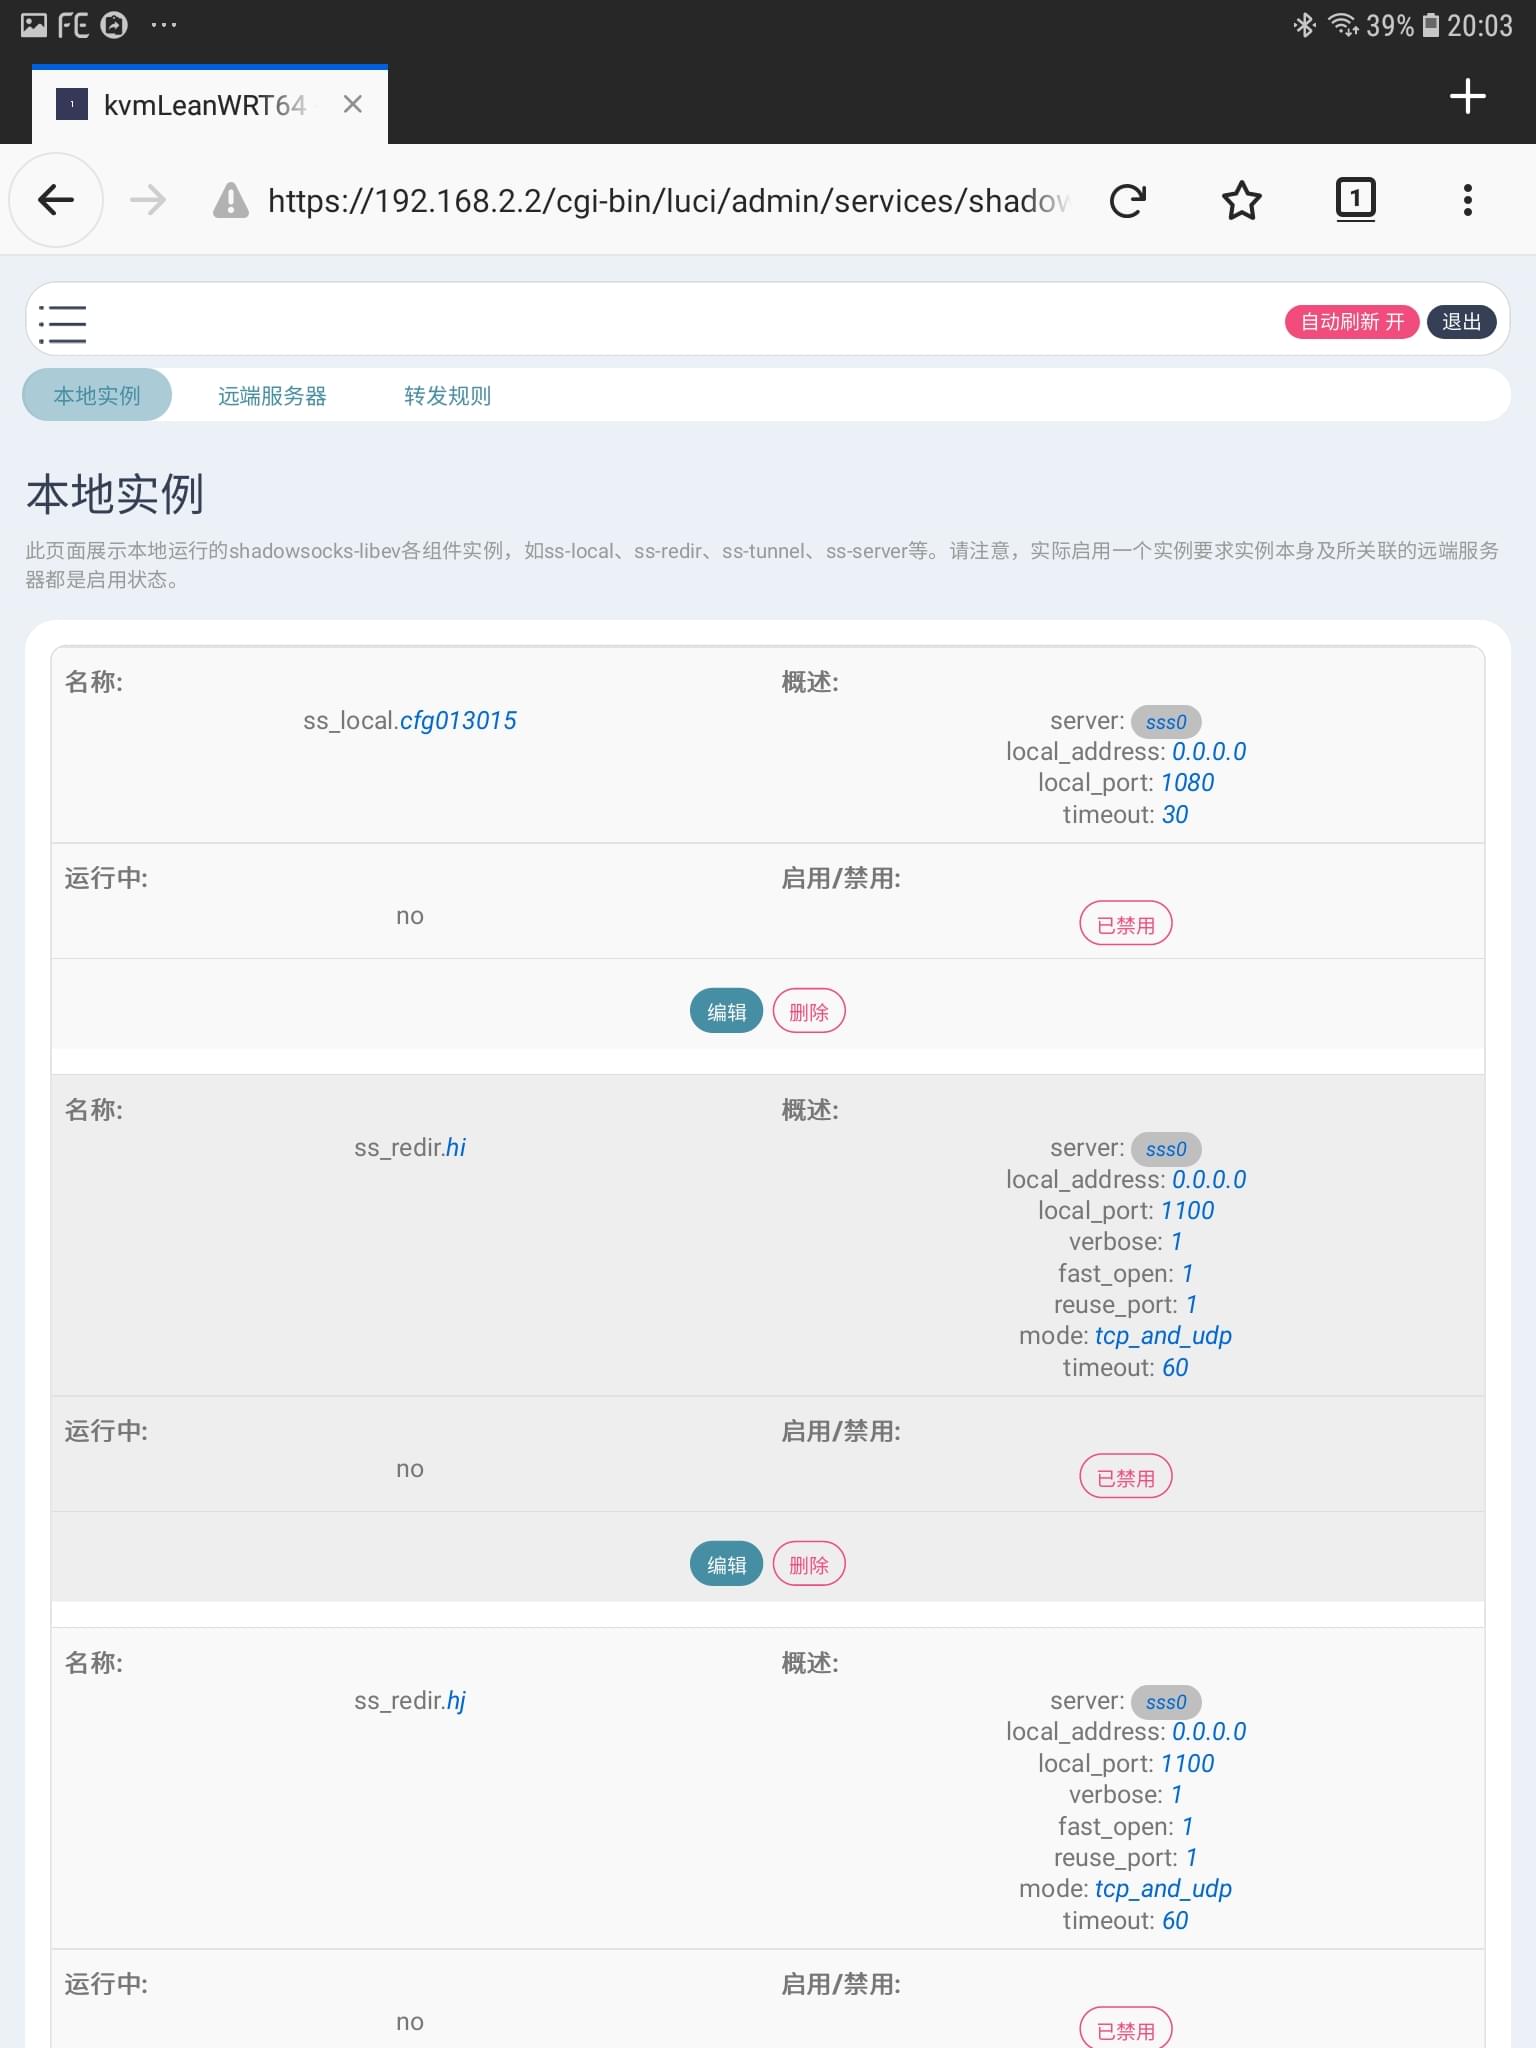 FE
39% 20:03
1 kvmLeanWRT64
https://192.168.2.2/cgi-bin/luci/admin/services/shadow
1
自动刷新 开 退出
本地实例 远端服务器 转发规则
本地实例
此页面展示本地运行的shadowsocks-libev各组件实例，如ss-local、ss-redir、ss-tunnel、ss-server等。请注意，实际启用一个实例要求实例本身及所关联的远端服务
器都是启用状态。
名称: 概述:
ss_local.cfg013015 server: sss0
local_address: 0.0.0.0
local_port: 1080
timeout: 30
运行中: 启用/禁用:
no 已禁用
编辑 删除
名称: 概述:
ss_redir.hi server: sss0
local_address: 0.0.0.0
local_port: 1100
verbose: 1
fast_open: 1
reuse_port: 1
mode: tcp_and_udp
timeout: 60
运行中: 启用/禁用:
no 已禁用
编辑 删除
名称: 概述:
ss_redir.hj server: sss0
local_address: 0.0.0.0
local_port: 1100
verbose: 1
fast_open: 1
reuse_port: 1
mode: tcp_and_udp
timeout: 60
运行中: 启用/禁用:
no 已禁用